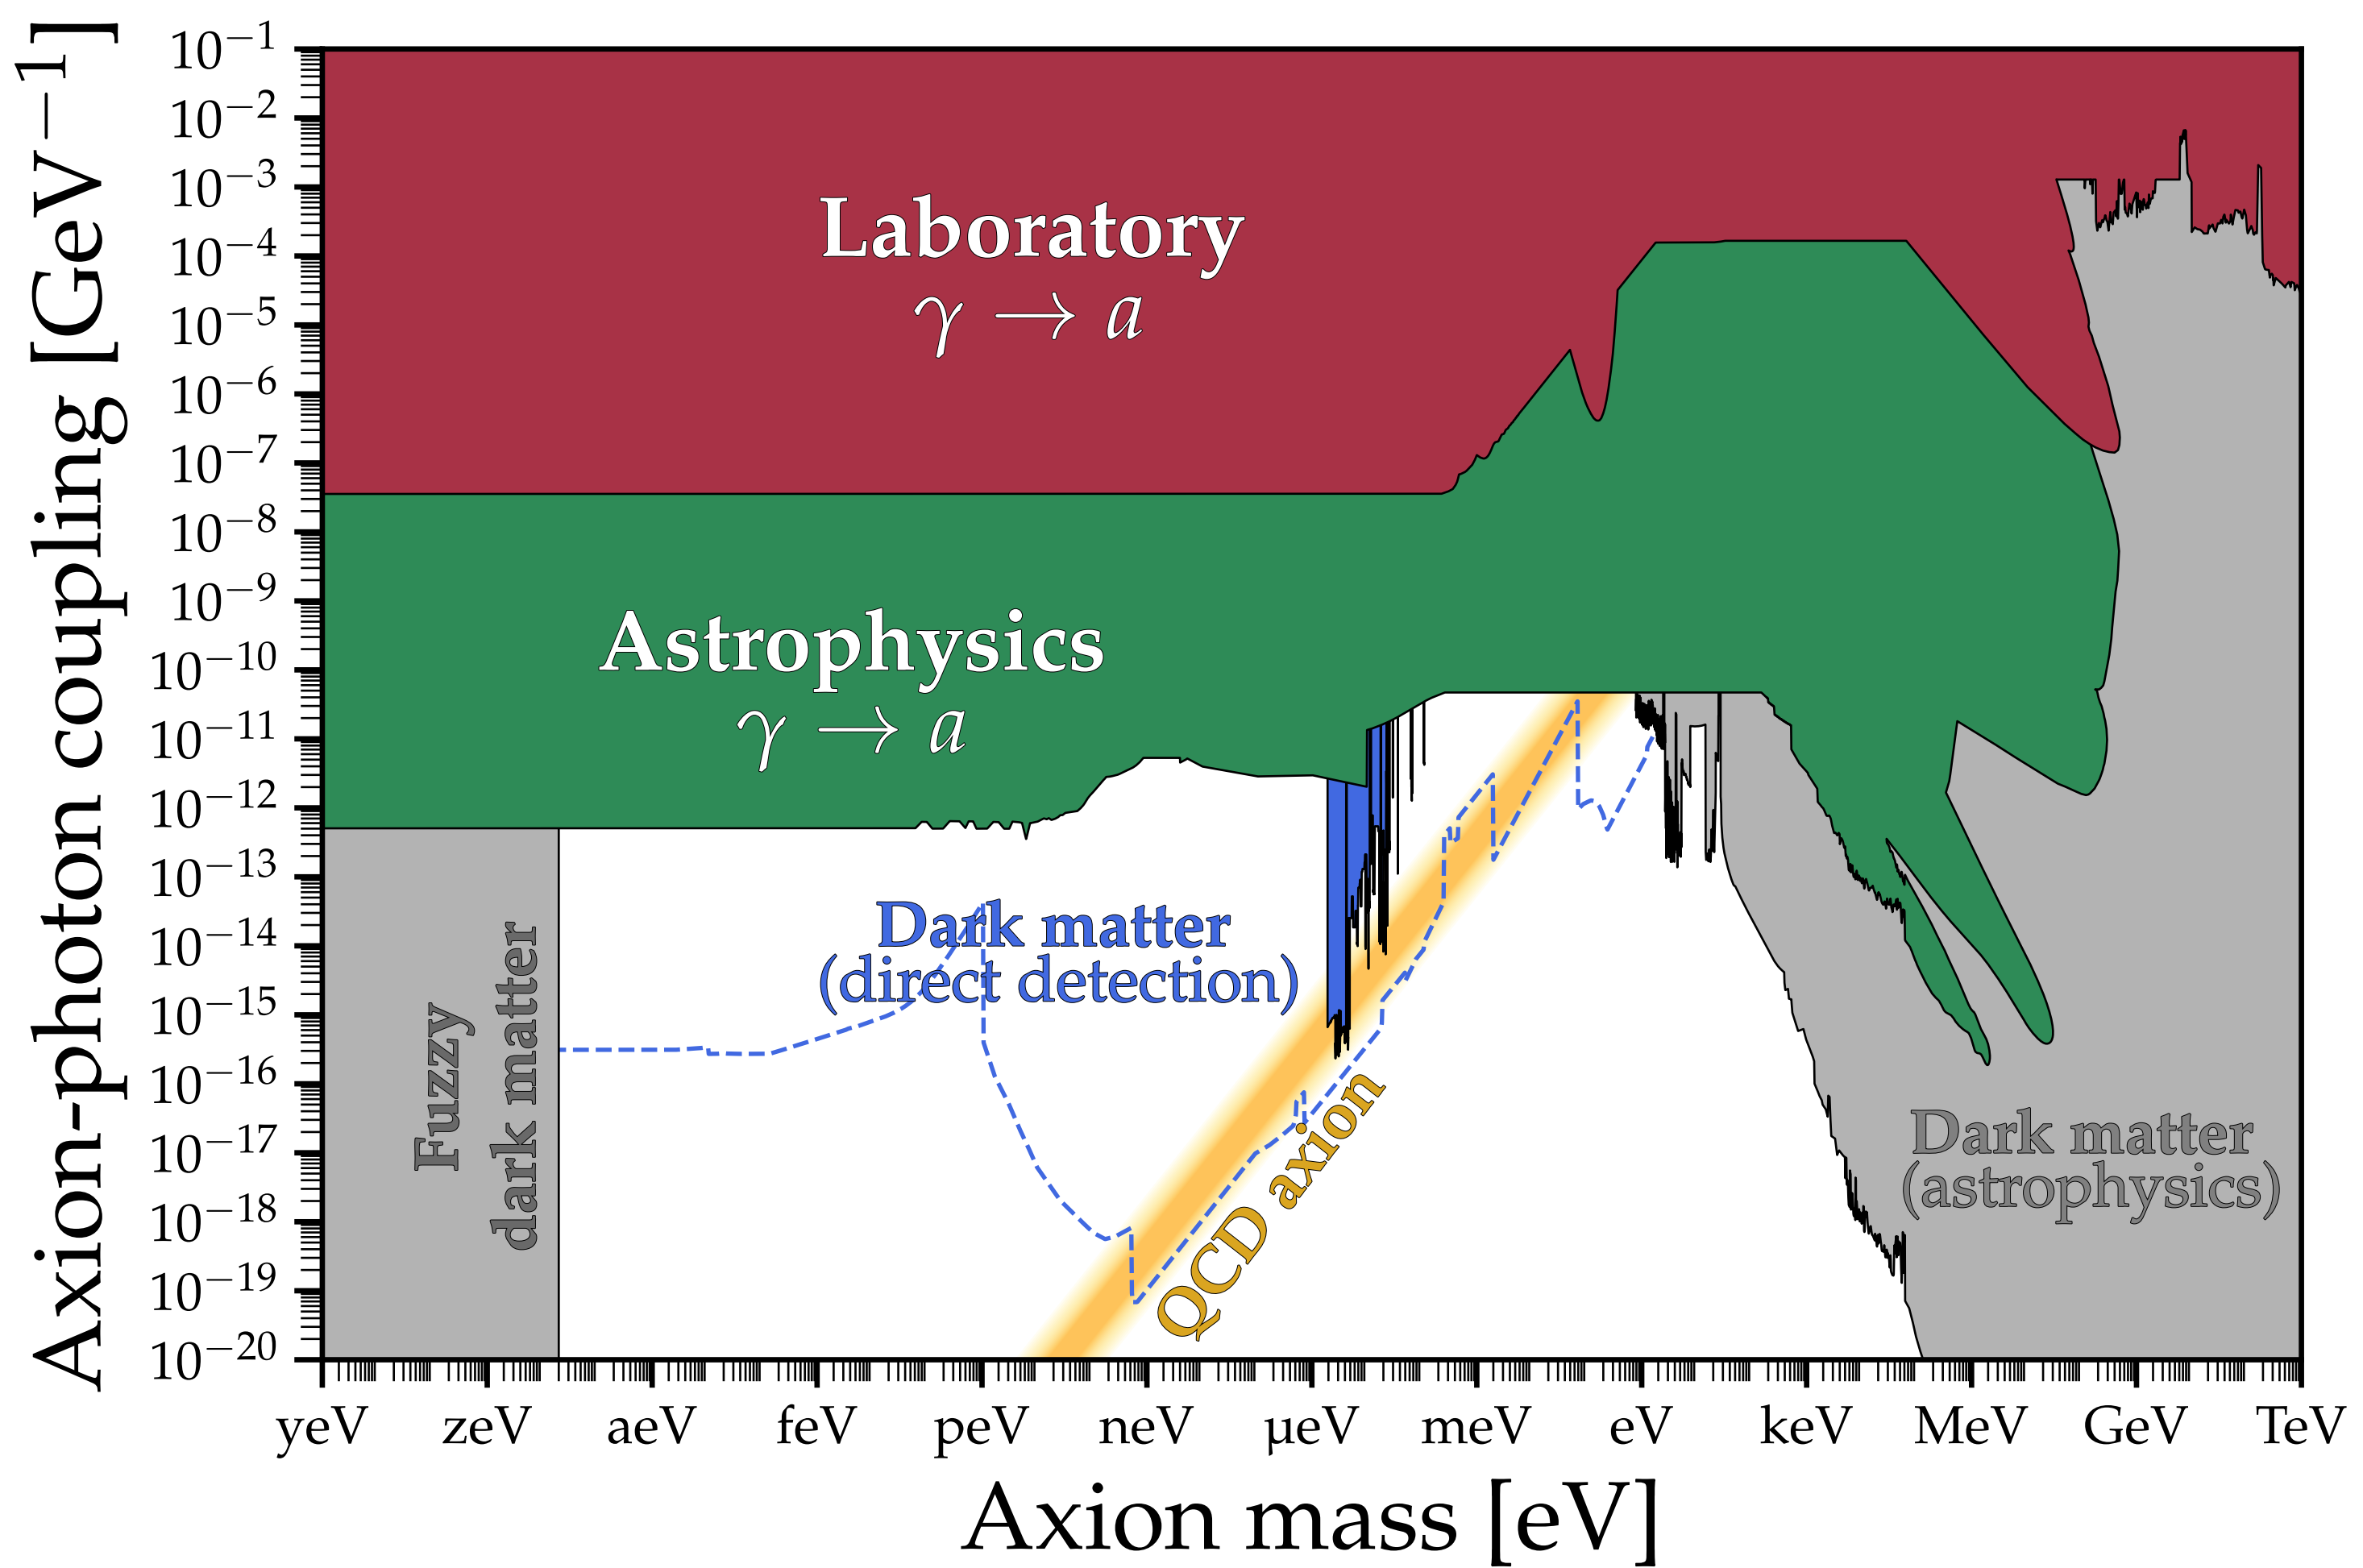 Axion-photon coupling [GeV⁻¹]
10⁻¹
10⁻²
10⁻³
10⁻⁴
10⁻⁵
10⁻⁶
10⁻⁷
10⁻⁸
10⁻⁹
10⁻¹⁰
10⁻¹¹
10⁻¹²
10⁻¹³
10⁻¹⁴
10⁻¹⁵
10⁻¹⁶
10⁻¹⁷
10⁻¹⁸
10⁻¹⁹
10⁻²⁰
Laboratory
γ → a
Astrophysics
γ → a
Fuzzy
dark matter
Dark matter
(direct detection)
QCD axion
Dark matter
(astrophysics)
yeV zeV aeV feV peV neV µeV meV eV keV MeV GeV TeV
Axion mass [eV]